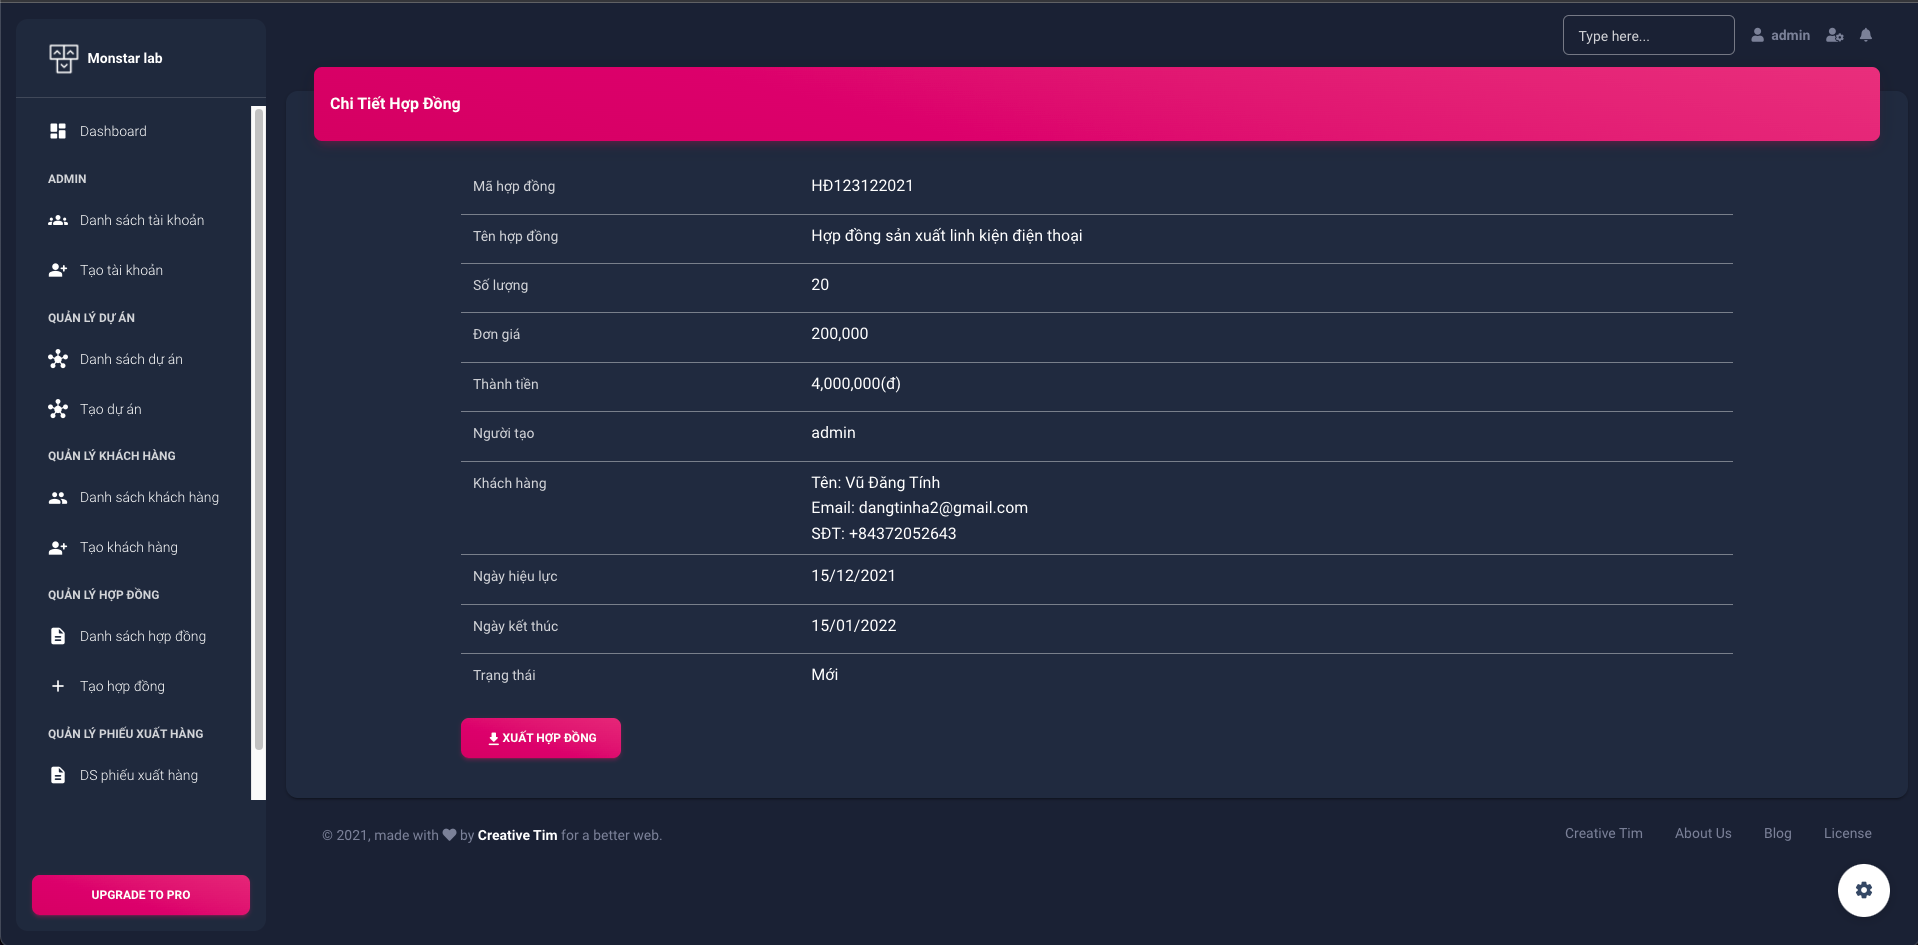 Monstar lab
Type here...
admin
Chi Tiết Hợp Đồng
Dashboard
ADMIN
Danh sách tài khoản
Tạo tài khoản
QUẢN LÝ DỰ ÁN
Danh sách dự án
Tạo dự án
QUẢN LÝ KHÁCH HÀNG
Danh sách khách hàng
Tạo khách hàng
QUẢN LÝ HỢP ĐỒNG
Danh sách hợp đồng
Tạo hợp đồng
QUẢN LÝ PHIẾU XUẤT HÀNG
DS phiếu xuất hàng
UPGRADE TO PRO
Mã hợp đồng HĐ123122021
Tên hợp đồng Hợp đồng sản xuất linh kiện điện thoại
Số lượng 20
Đơn giá 200,000
Thành tiền 4,000,000(đ)
Người tạo admin
Khách hàng Tên: Vũ Đăng Tính
Email: dangtinha2@gmail.com
SĐT: +84372052643
Ngày hiệu lực 15/12/2021
Ngày kết thúc 15/01/2022
Trạng thái Mới
XUẤT HỢP ĐỒNG
© 2021, made with by Creative Tim for a better web.
Creative Tim About Us Blog License